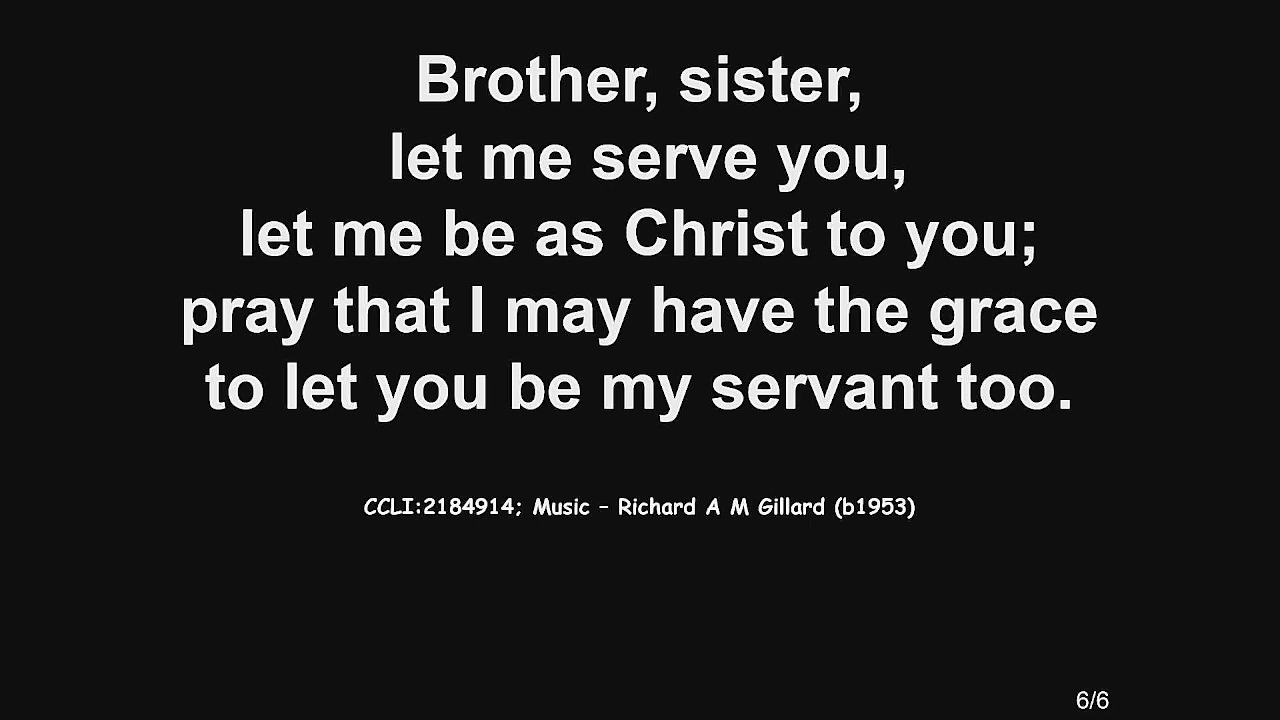 Brother, sister,
let me serve you,
let me be as Christ to you;
pray that I may have the grace
to let you be my servant too.
CCLI:2184914; Music – Richard A M Gillard (b1953)
6/6